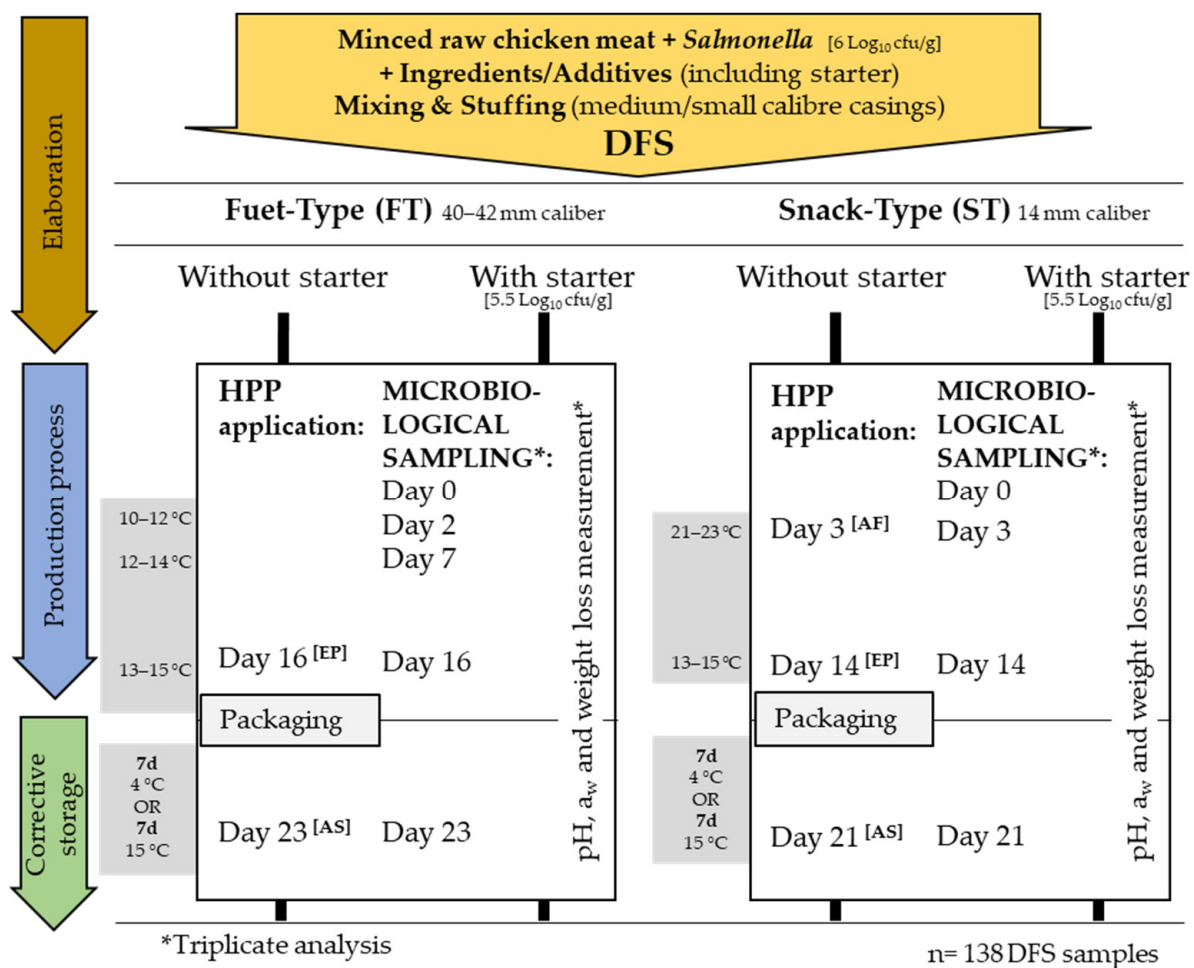 Elaboration
Minced raw chicken meat + Salmonella [6 Log₁₀ cfu/g]
+ Ingredients/Additives (including starter)
Mixing & Stuffing (medium/small calibre casings)
DFS
Fuet-Type (FT) 40–42 mm caliber
Without starter
With starter
[5.5 Log₁₀ cfu/g]
Snack-Type (ST) 14 mm caliber
Without starter
With starter
[5.5 Log₁₀ cfu/g]
Production process
10–12 °C
12–14 °C
13–15 °C
HPP
application:
Day 16 [EP]
MICROBIO-
LOGICAL
SAMPLING*:
Day 0
Day 2
Day 7
Day 16
pH, a_w and weight loss measurement*
Packaging
21–23 °C
13–15 °C
HPP
application:
Day 3 [AF]
Day 14 [EP]
MICROBIO-
LOGICAL
SAMPLING*:
Day 0
Day 3
Day 14
pH, a_w and weight loss measurement*
Packaging
Corrective
storage
7d
4 °C
OR
7d
15 °C
Day 23 [AS]
Day 23
7d
4 °C
OR
7d
15 °C
Day 21 [AS]
Day 21
*Triplicate analysis
n= 138 DFS samples